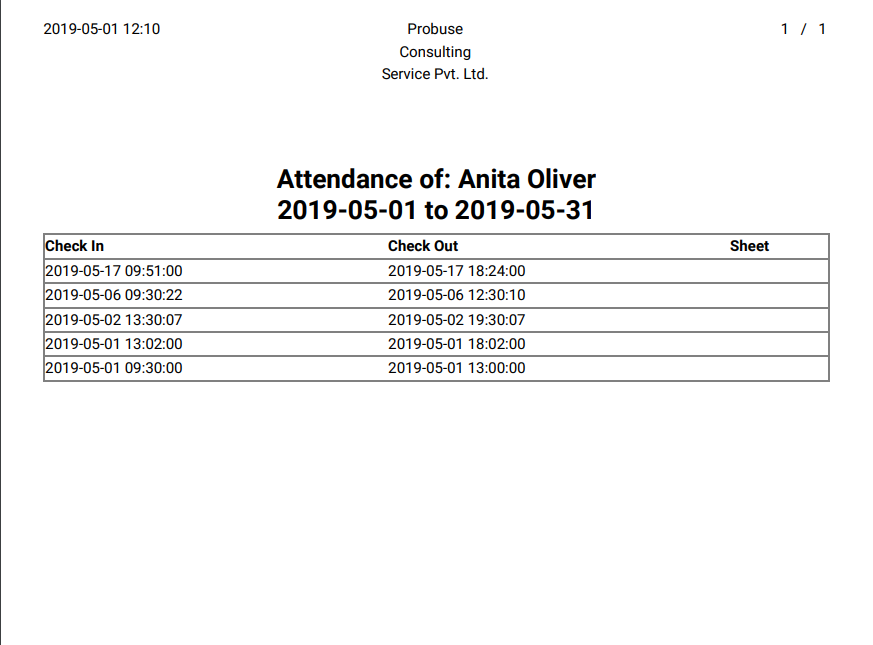 2019-05-01 12:10 Probuse 1 / 1
Consulting
Service Pvt. Ltd.
Attendance of: Anita Oliver
2019-05-01 to 2019-05-31
Check In Check Out Sheet
2019-05-17 09:51:00 2019-05-17 18:24:00
2019-05-06 09:30:22 2019-05-06 12:30:10
2019-05-02 13:30:07 2019-05-02 19:30:07
2019-05-01 13:02:00 2019-05-01 18:02:00
2019-05-01 09:30:00 2019-05-01 13:00:00